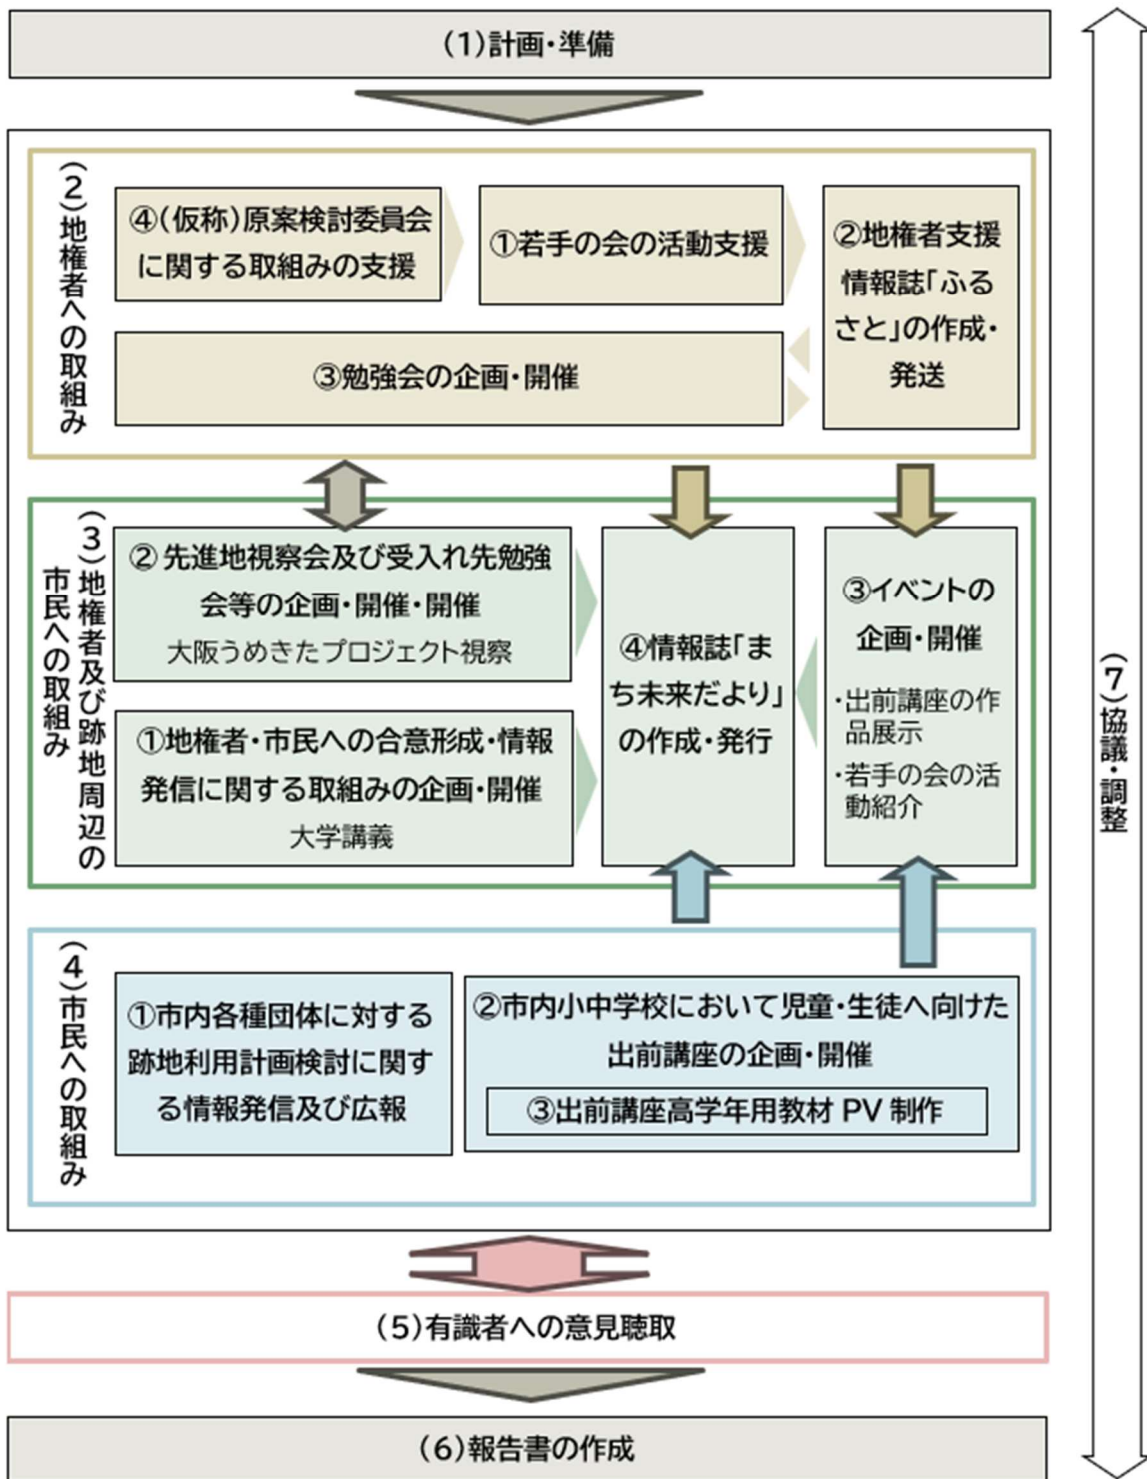 (1)計画・準備
(2)地権者への取組み
④(仮称)原案検討委員会
に関する取組みの支援
①若手の会の活動支援
②地権者支援
情報誌「ふる
さと」の作成・
発送
③勉強会の企画・開催
(3)地権者及び跡地周辺の
市民への取組み
②先進地視察会及び受入れ先勉強
会等の企画・開催・開催
大阪うめきたプロジェクト視察
①地権者・市民への合意形成・情報
発信に関する取組みの企画・開催
大学講義
④情報誌「ま
ち未来だより」
の作成・発行
③イベントの
企画・開催
・出前講座の作
品展示
・若手の会の活
動紹介
(4)市民への取組み
①市内各種団体に対する
跡地利用計画検討に関す
る情報発信及び広報
②市内小中学校において児童・生徒へ向けた
出前講座の企画・開催
③出前講座高学年用教材 PV 制作
(5)有識者への意見聴取
(6)報告書の作成
(7)協議・調整